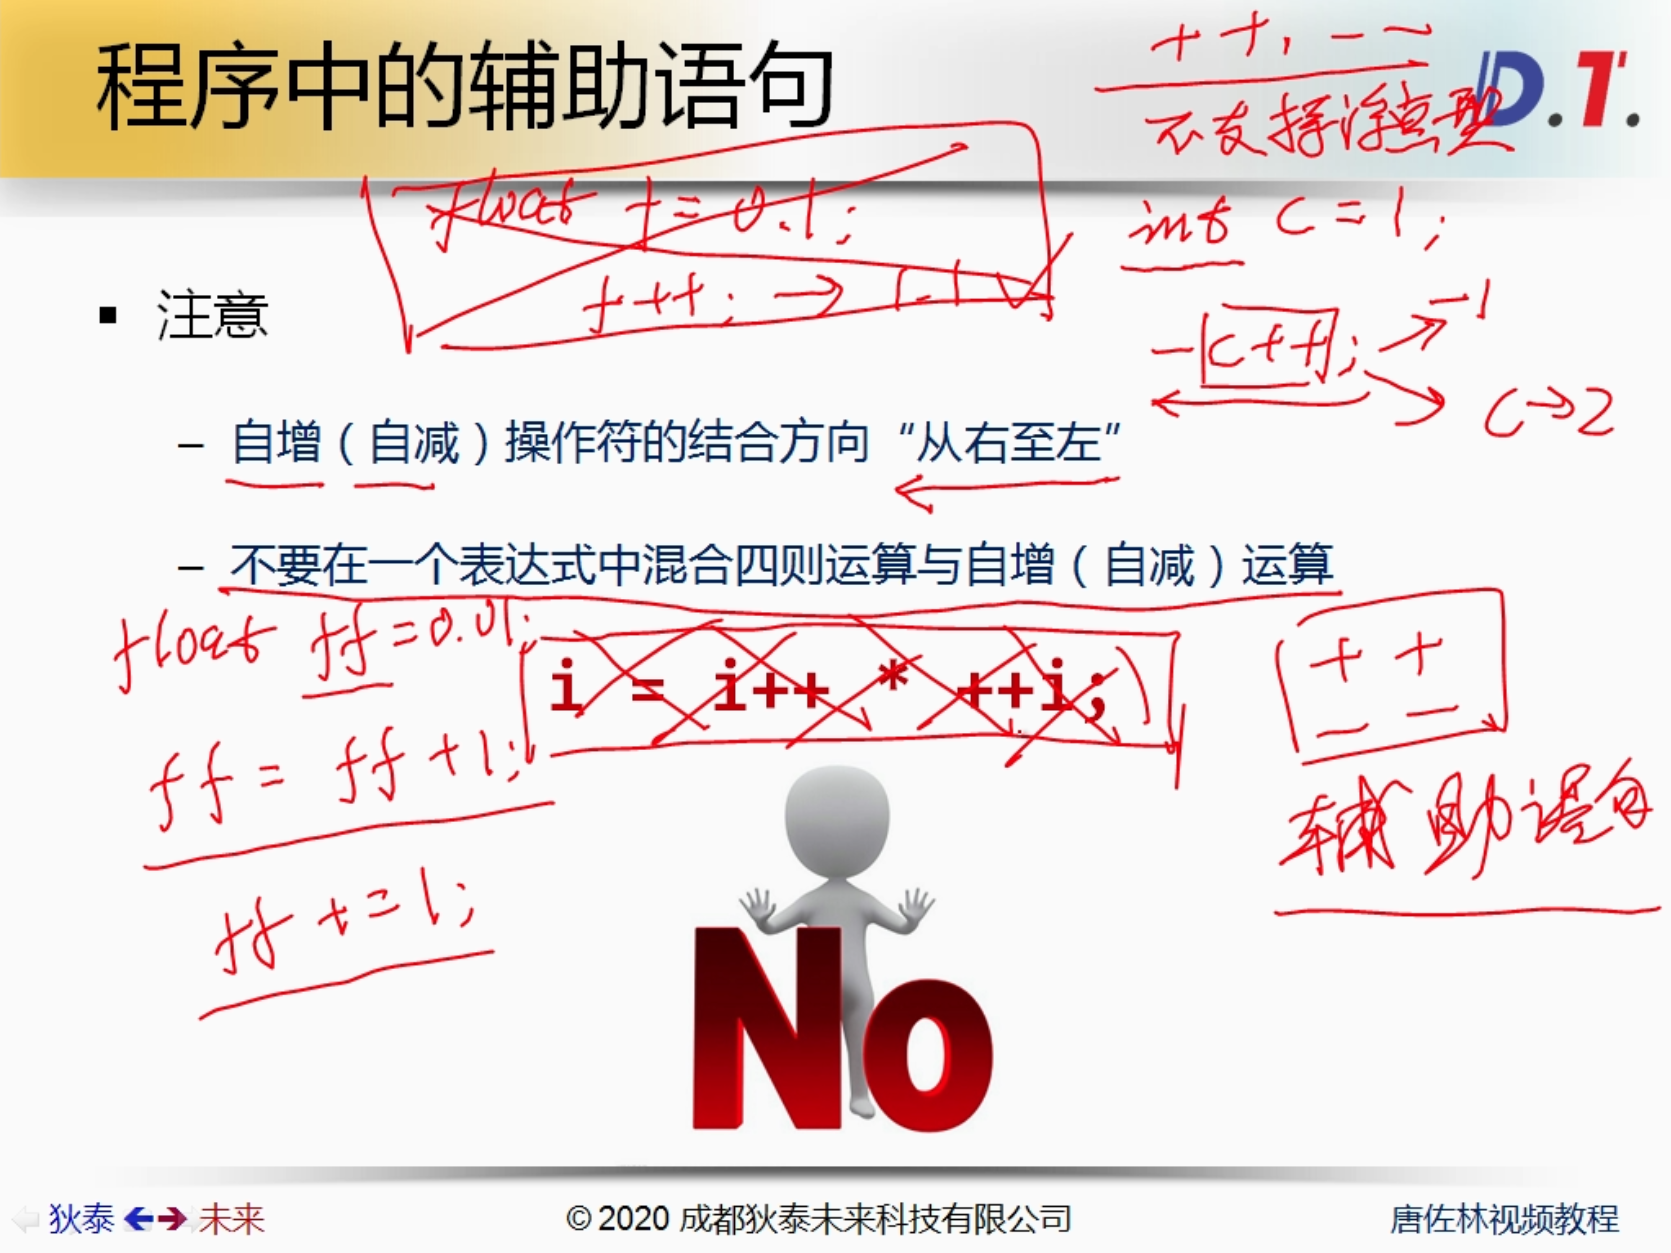 程序中的辅助语句
++, --
D.T.
不支持浮点型
float f = 0.1;
f++; → 1.1
int c = 1;
-c++; → -1
c→2
▪ 注意
– 自增（自减）操作符的结合方向“从右至左”
– 不要在一个表达式中混合四则运算与自增（自减）运算
float ff = 0.01;
i = i++ * ++i;
++
--
ff = ff + 1;
辅助语句
ff += 1;
No
狄泰 未来
© 2020 成都狄泰未来科技有限公司
唐佐林视频教程